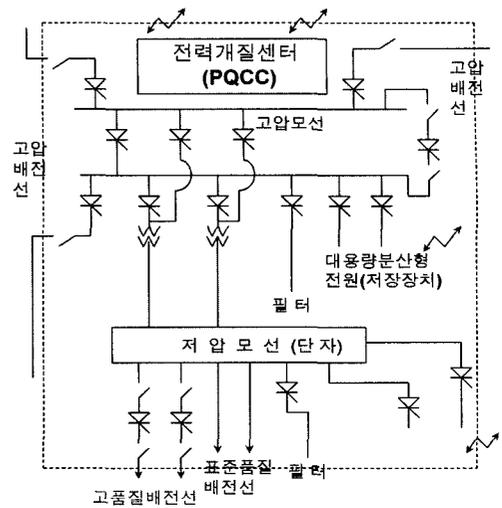 전력개질센터
(PQCC)
고압
배전
선
고압모선
고압
배전
선
대용량분산형
전원(저장장치)
필터
저 압 모 선 (단 자)
표준품질
배전선
필터
고품질배전선